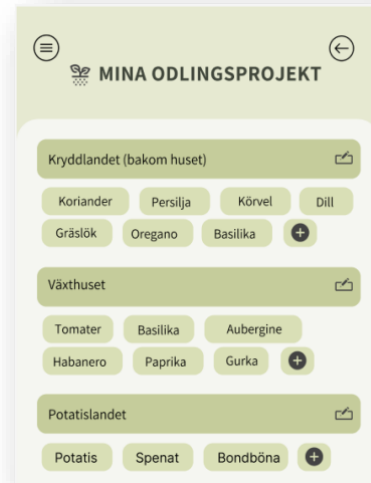 MINA ODLINGSPROJEKT
Kryddlandet (bakom huset)
Koriander Persilja Körvel Dill
Gräslök Oregano Basilika
Växthuset
Tomater Basilika Aubergine
Habanero Paprika Gurka
Potatislandet
Potatis Spenat Bondböna